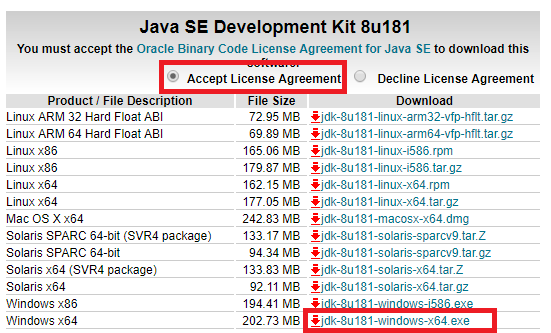 Java SE Development Kit 8u181
You must accept the Oracle Binary Code License Agreement for Java SE to download this
software.
Accept License Agreement Decline License Agreement
Product / File Description File Size Download
Linux ARM 32 Hard Float ABI 72.95 MB jdk-8u181-linux-arm32-vfp-hflt.tar.gz
Linux ARM 64 Hard Float ABI 69.89 MB jdk-8u181-linux-arm64-vfp-hflt.tar.gz
Linux x86 165.06 MB jdk-8u181-linux-i586.rpm
Linux x86 179.87 MB jdk-8u181-linux-i586.tar.gz
Linux x64 162.15 MB jdk-8u181-linux-x64.rpm
Linux x64 177.05 MB jdk-8u181-linux-x64.tar.gz
Mac OS X x64 242.83 MB jdk-8u181-macosx-x64.dmg
Solaris SPARC 64-bit (SVR4 package) 133.17 MB jdk-8u181-solaris-sparcv9.tar.Z
Solaris SPARC 64-bit 94.34 MB jdk-8u181-solaris-sparcv9.tar.gz
Solaris x64 (SVR4 package) 133.83 MB jdk-8u181-solaris-x64.tar.Z
Solaris x64 92.11 MB jdk-8u181-solaris-x64.tar.gz
Windows x86 194.41 MB jdk-8u181-windows-i586.exe
Windows x64 202.73 MB jdk-8u181-windows-x64.exe